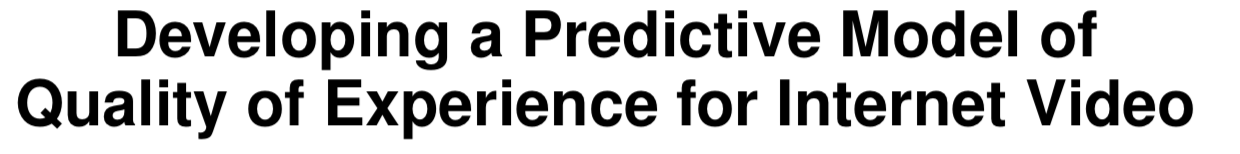 Developing a Predictive Model of
Quality of Experience for Internet Video